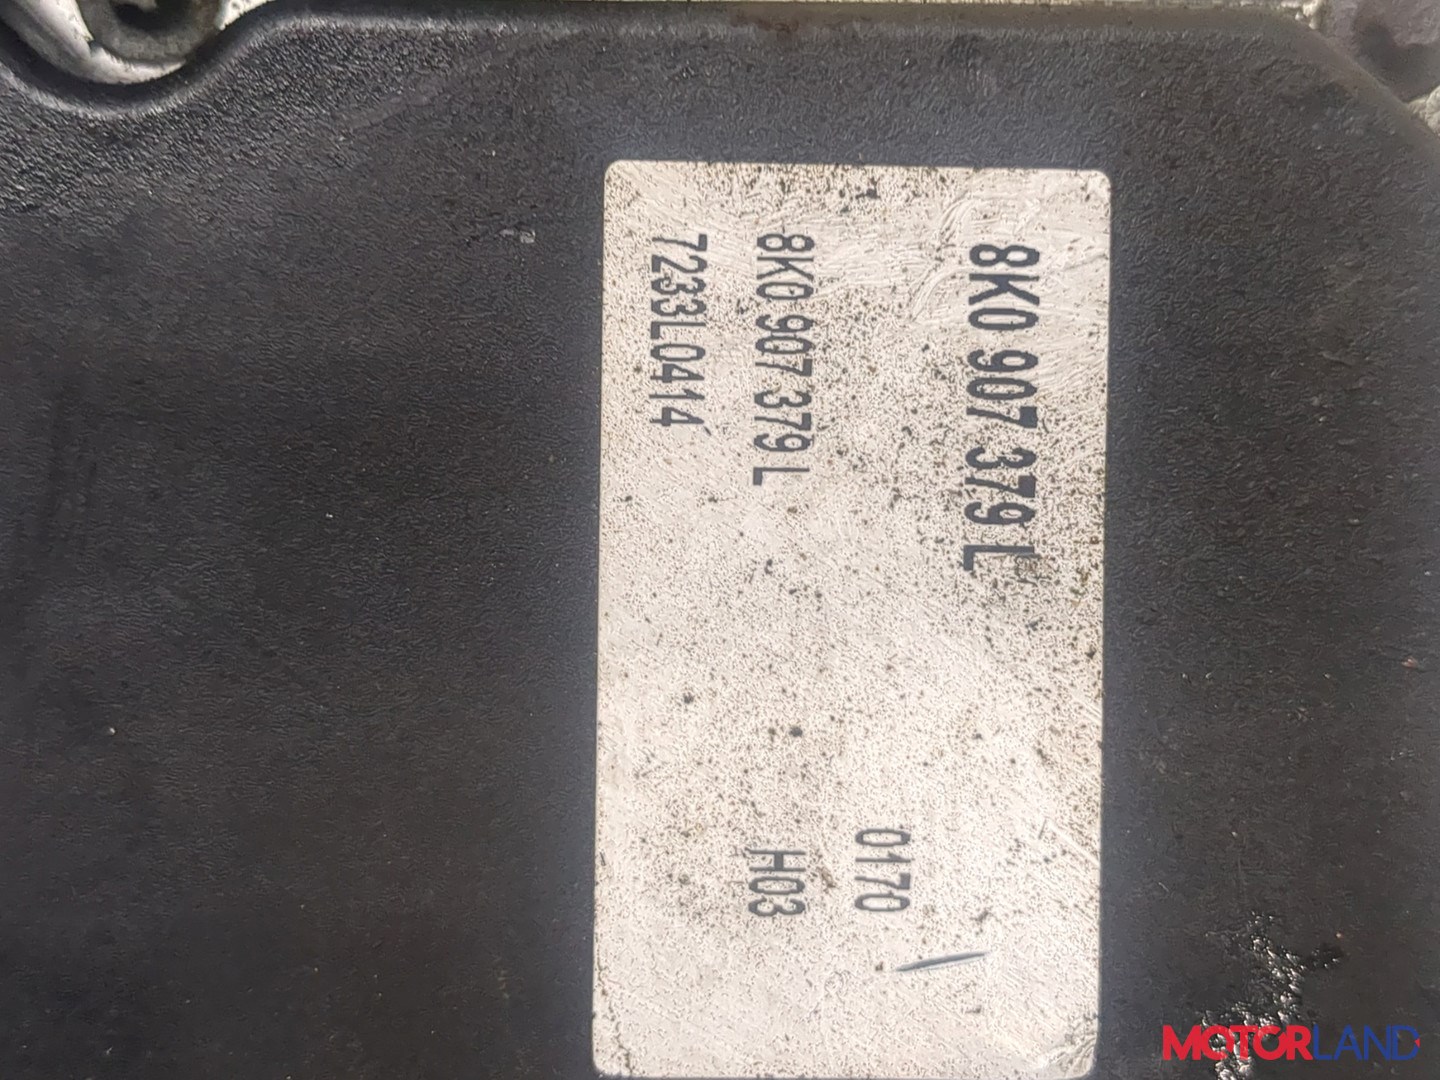 8K0 907 379 L
0170
8K0 907 379 L H03
7233L0414
MOTORLAND